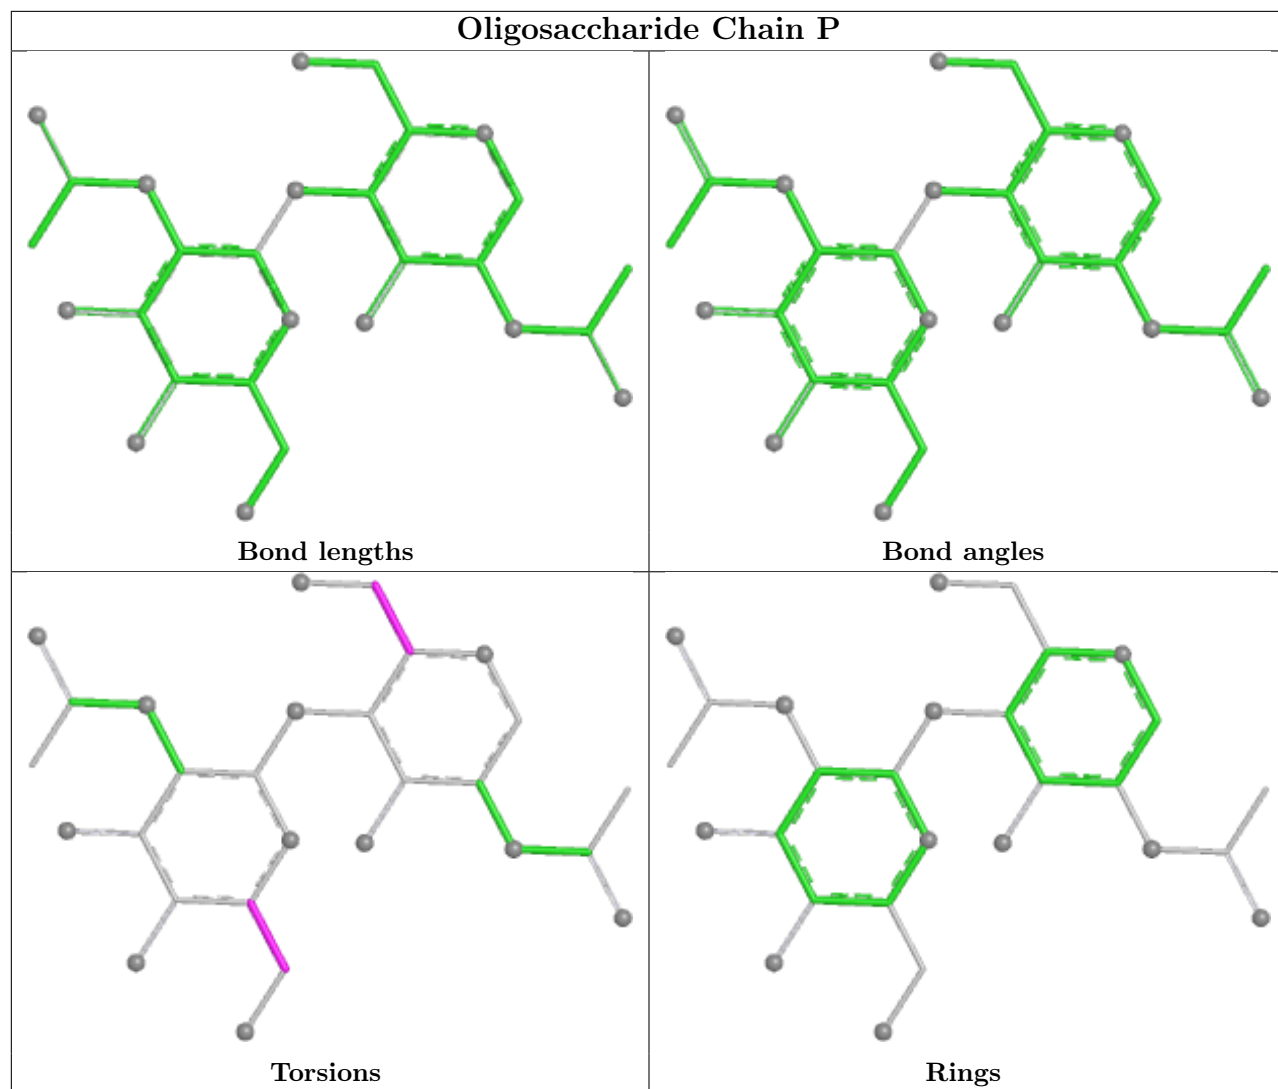 Oligosaccharide Chain P
Bond lengths
Bond angles
Torsions
Rings